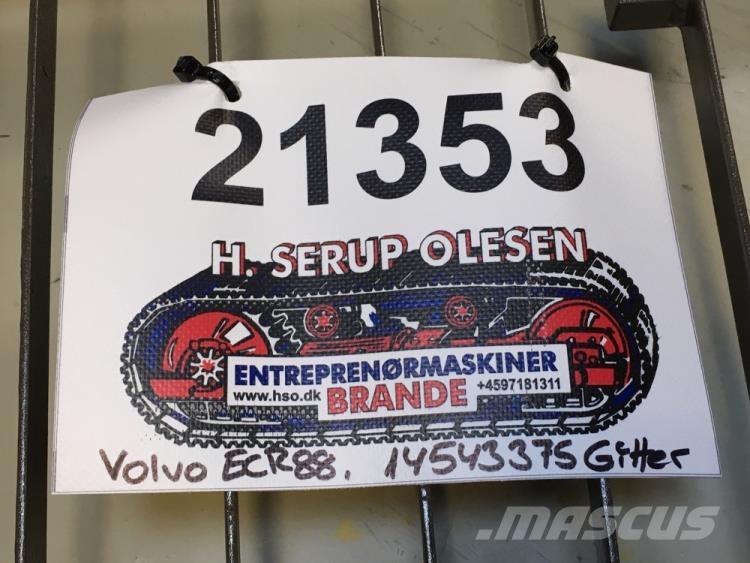 21353
H. SERUP OLESEN
ENTREPRENØRMASKINER
www.hso.dk BRANDE +4597181311
Volvo ECR88. 14543375 Gitter
MASCUS